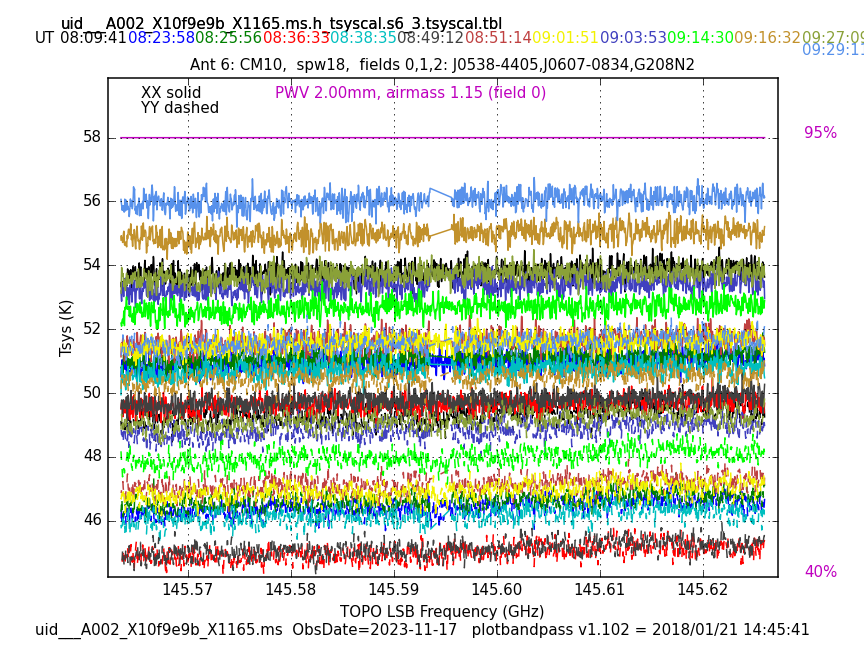 uid___A002_X10f9e9b_X1165.ms.h_tsyscal.s6_3.tsyscal.tbl
UT 08:09:41 08:23:58 08:25:56 08:36:33 08:38:35 08:49:12 08:51:14 09:01:51 09:03:53 09:14:30 09:16:32 09:27:09
09:29:11
Ant 6: CM10, spw18, fields 0,1,2: J0538-4405,J0607-0834,G208N2
XX solid PWV 2.00mm, airmass 1.15 (field 0)
YY dashed
95%
58
56
54
52
50
48
46
Tsys (K)
40%
145.57 145.58 145.59 145.60 145.61 145.62
TOPO LSB Frequency (GHz)
uid___A002_X10f9e9b_X1165.ms ObsDate=2023-11-17 plotbandpass v1.102 = 2018/01/21 14:45:41